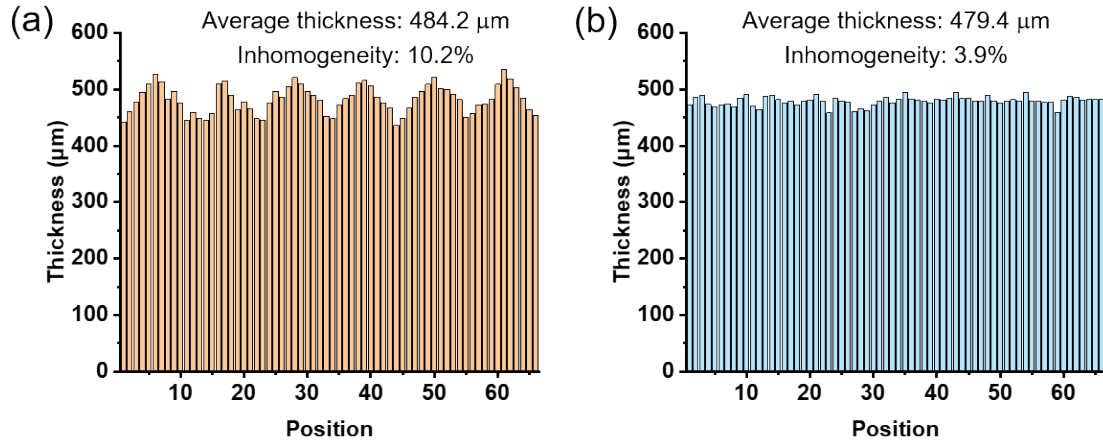 (a)
Average thickness: 484.2 μm
Inhomogeneity: 10.2%
600
500
400
300
200
100
0
Thickness (μm)
10 20 30 40 50 60
Position
(b)
Average thickness: 479.4 μm
Inhomogeneity: 3.9%
600
500
400
300
200
100
0
Thickness (μm)
10 20 30 40 50 60
Position